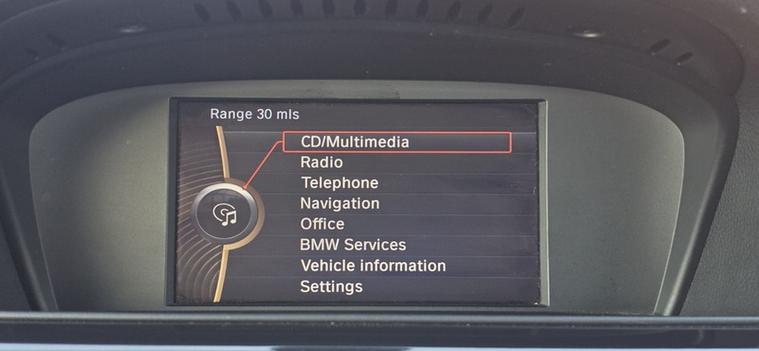 Range 30 mls
CD/Multimedia
Radio
Telephone
Navigation
Office
BMW Services
Vehicle information
Settings